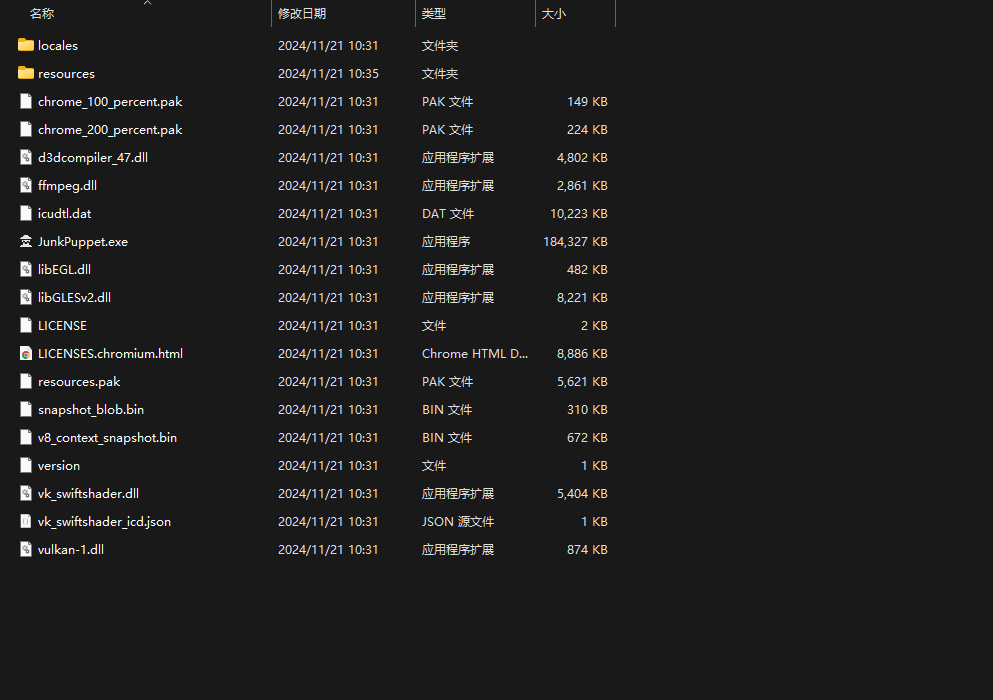 名称 修改日期 类型 大小
locales 2024/11/21 10:31 文件夹
resources 2024/11/21 10:35 文件夹
chrome_100_percent.pak 2024/11/21 10:31 PAK 文件 149 KB
chrome_200_percent.pak 2024/11/21 10:31 PAK 文件 224 KB
d3dcompiler_47.dll 2024/11/21 10:31 应用程序扩展 4,802 KB
ffmpeg.dll 2024/11/21 10:31 应用程序扩展 2,861 KB
icudtl.dat 2024/11/21 10:31 DAT 文件 10,223 KB
JunkPuppet.exe 2024/11/21 10:31 应用程序 184,327 KB
libEGL.dll 2024/11/21 10:31 应用程序扩展 482 KB
libGLESv2.dll 2024/11/21 10:31 应用程序扩展 8,221 KB
LICENSE 2024/11/21 10:31 文件 2 KB
LICENSES.chromium.html 2024/11/21 10:31 Chrome HTML D... 8,886 KB
resources.pak 2024/11/21 10:31 PAK 文件 5,621 KB
snapshot_blob.bin 2024/11/21 10:31 BIN 文件 310 KB
v8_context_snapshot.bin 2024/11/21 10:31 BIN 文件 672 KB
version 2024/11/21 10:31 文件 1 KB
vk_swiftshader.dll 2024/11/21 10:31 应用程序扩展 5,404 KB
vk_swiftshader_icd.json 2024/11/21 10:31 JSON 源文件 1 KB
vulkan-1.dll 2024/11/21 10:31 应用程序扩展 874 KB